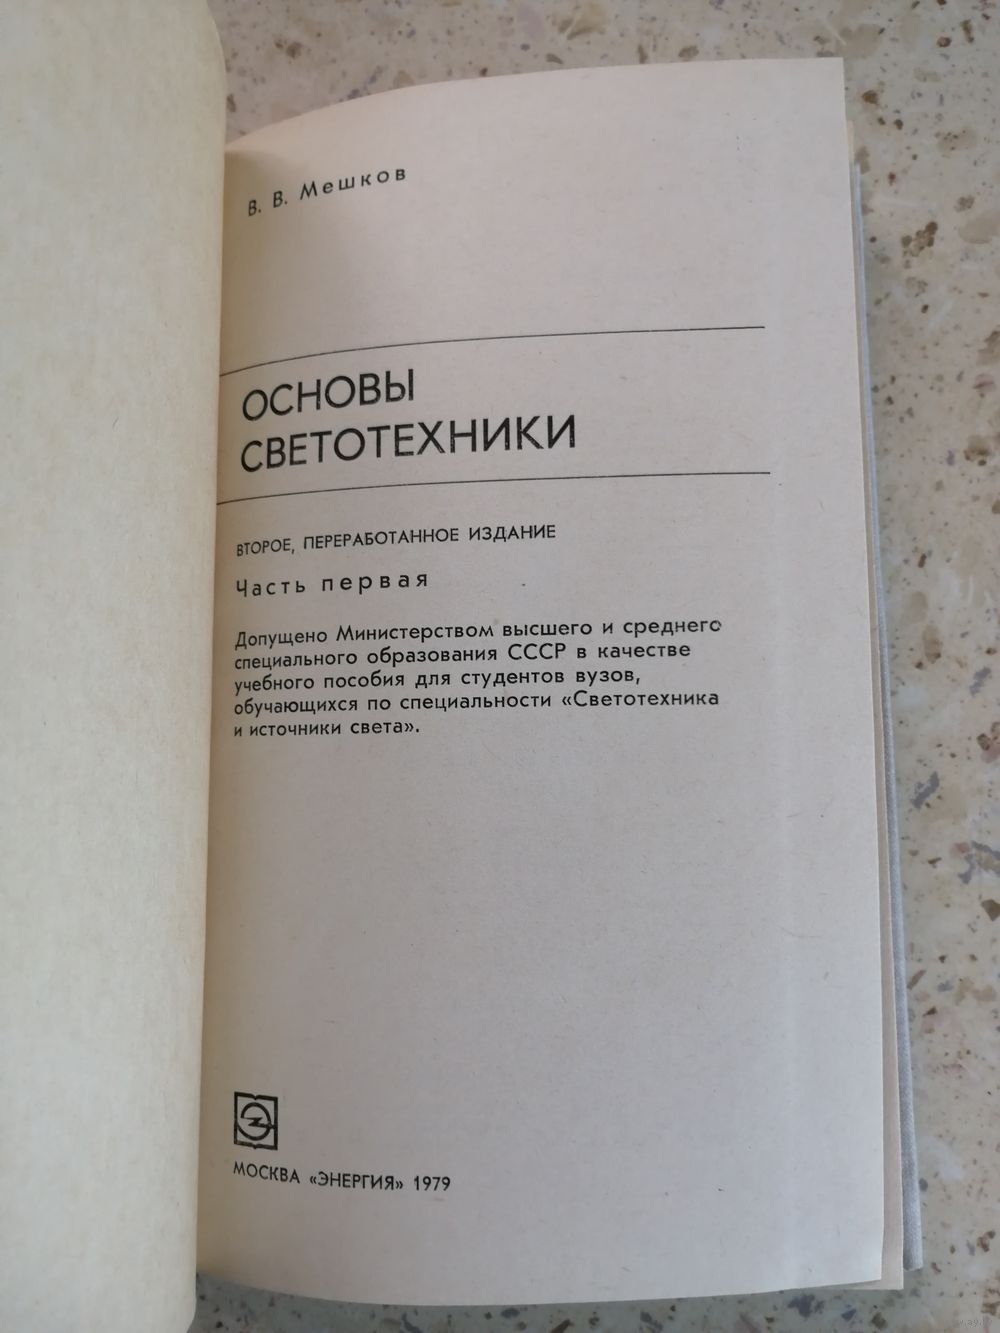 В. В. Мешков
ОСНОВЫ
СВЕТОТЕХНИКИ
ВТОРОЕ, ПЕРЕРАБОТАННОЕ ИЗДАНИЕ
Часть первая
Допущено Министерством высшего и среднего
специального образования СССР в качестве
учебного пособия для студентов вузов,
обучающихся по специальности «Светотехника
и источники света».
МОСКВА «ЭНЕРГИЯ» 1979